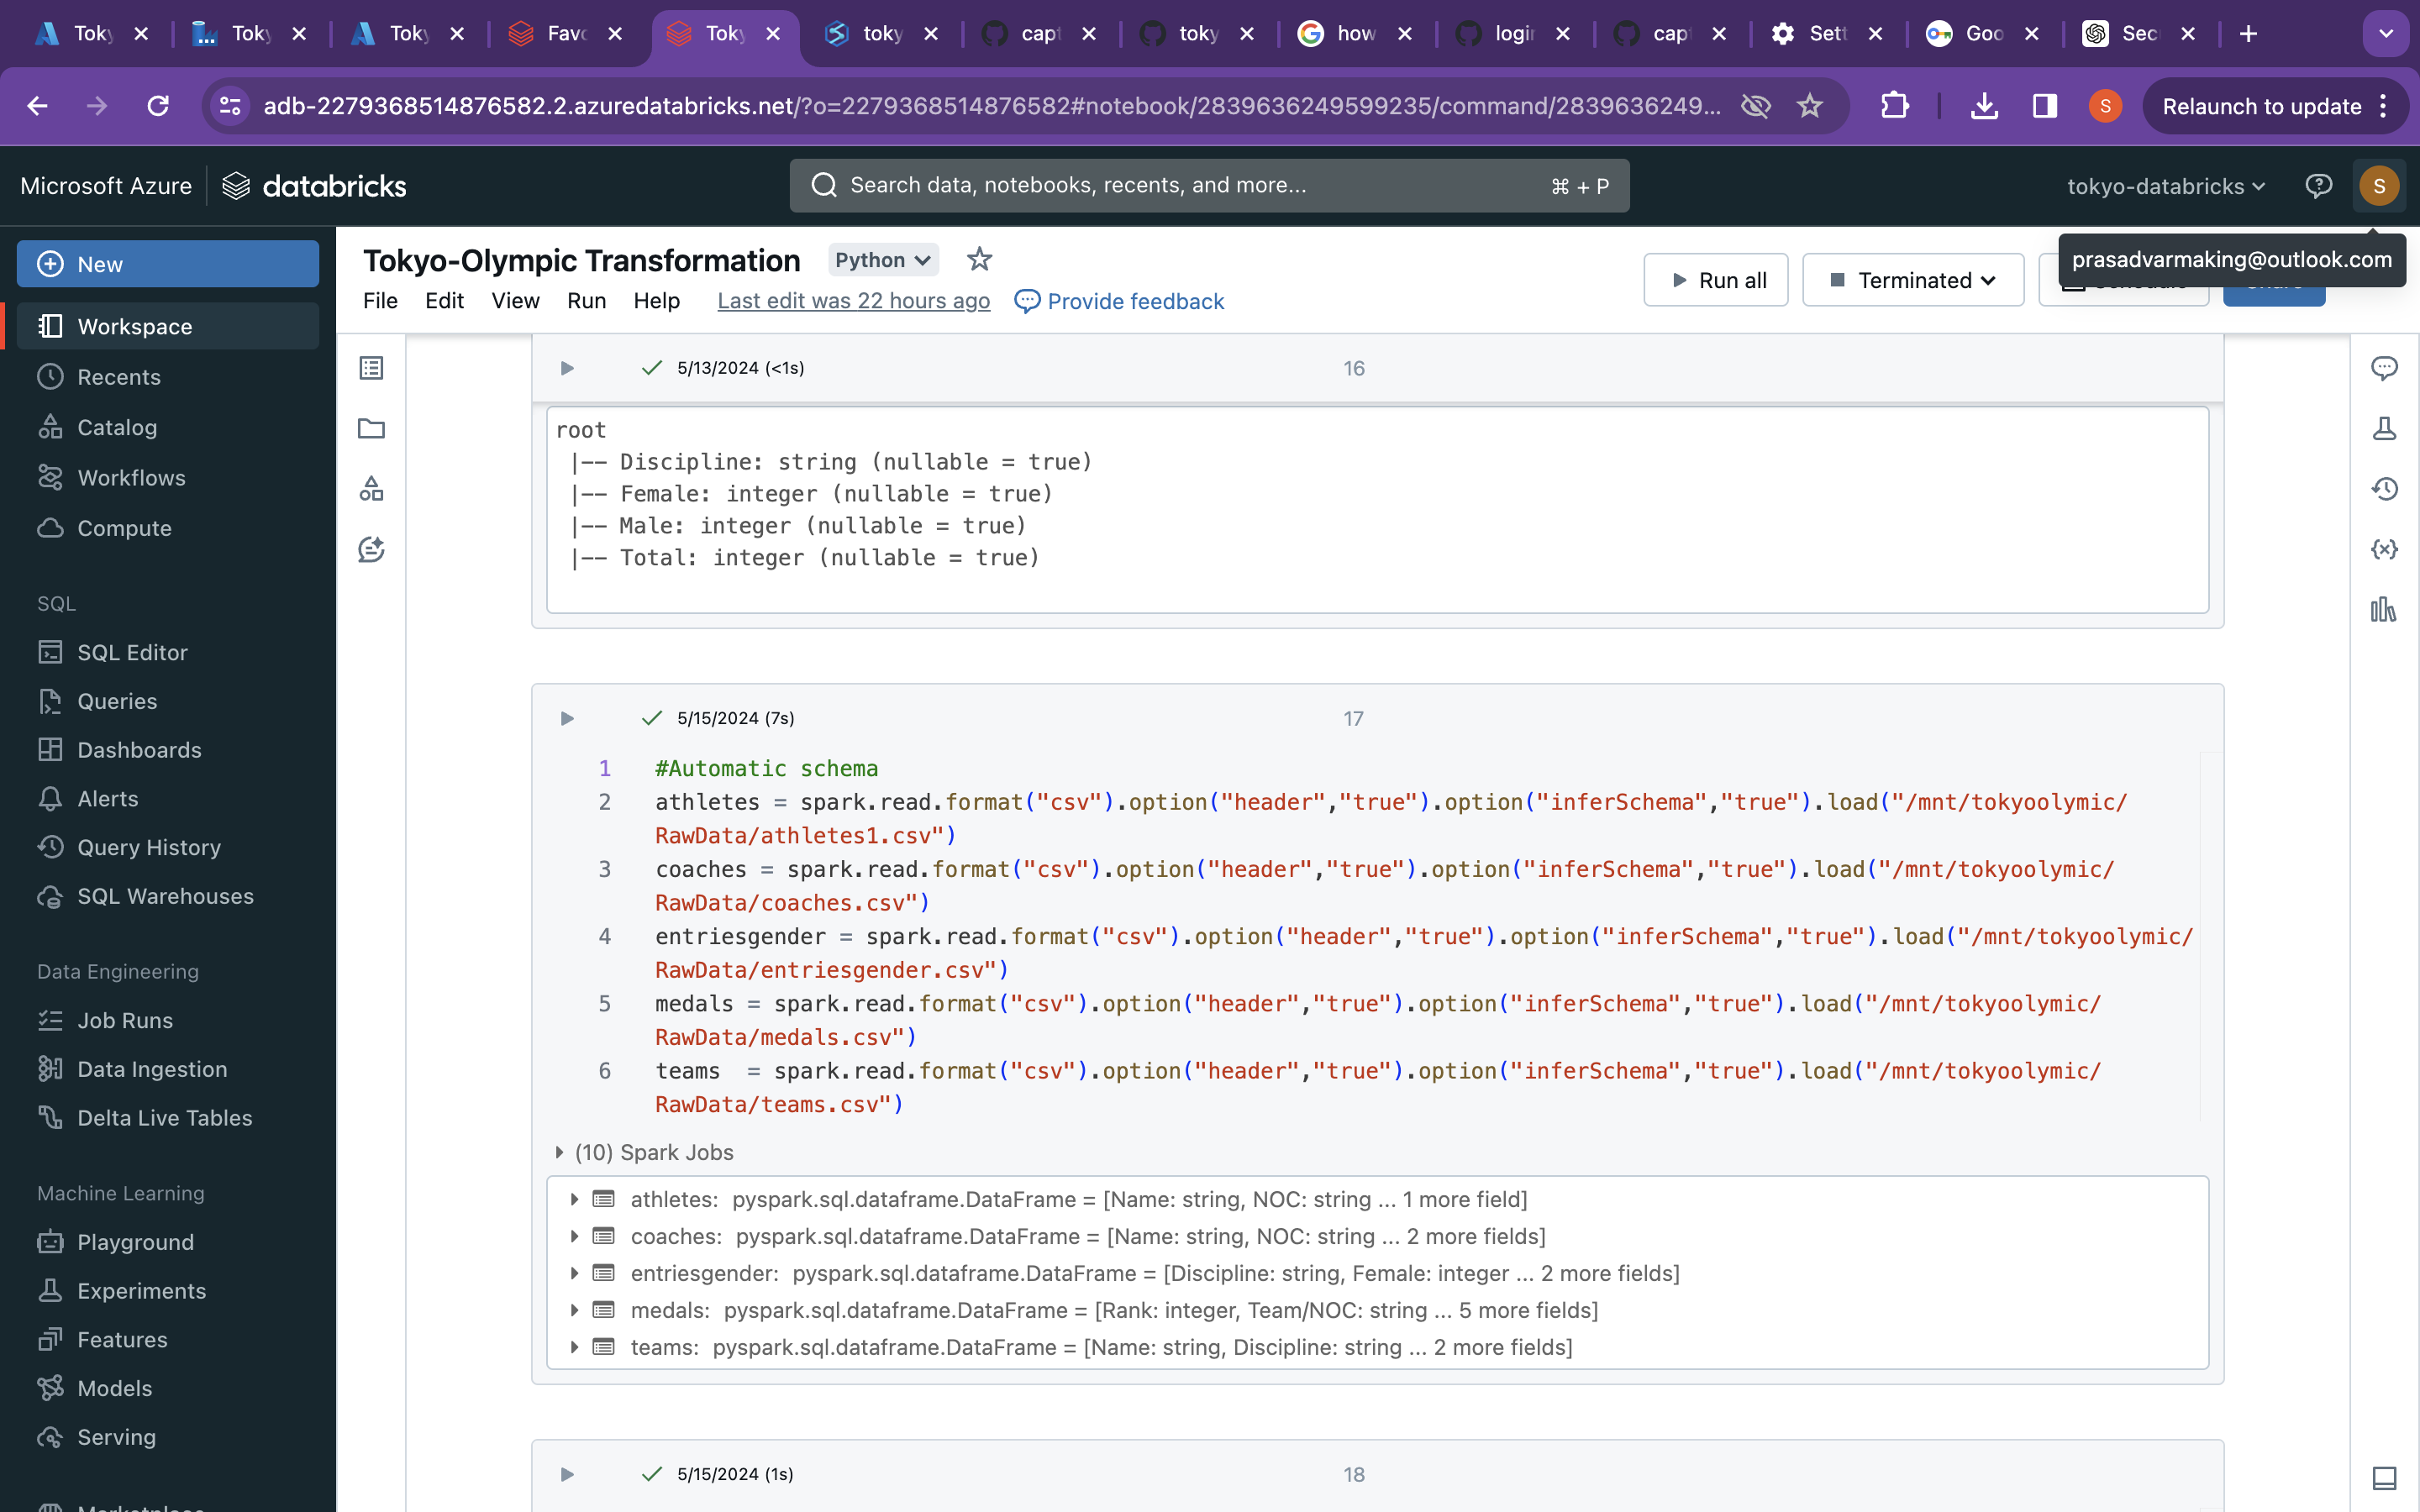 Toky
Toky
Toky
Favo
Toky
toky
capt
toky
how
login
capt
Sett
Goo
Sec
adb-2279368514876582.2.azuredatabricks.net/?o=2279368514876582#notebook/2839636249599235/command/2839636249...
S
Relaunch to update
Microsoft Azure
databricks
Search data, notebooks, recents, and more...
⌘ + P
tokyo-databricks
S
prasadvarmaking@outlook.com
New
Workspace
Recents
Catalog
Workflows
Compute
SQL
SQL Editor
Queries
Dashboards
Alerts
Query History
SQL Warehouses
Data Engineering
Job Runs
Data Ingestion
Delta Live Tables
Machine Learning
Playground
Experiments
Features
Models
Serving
Marketplace
Tokyo-Olympic Transformation
Python
File Edit View Run Help Last edit was 22 hours ago Provide feedback
Run all
Terminated
Schedule
Share
5/13/2024 (<1s)
16
root
|-- Discipline: string (nullable = true)
|-- Female: integer (nullable = true)
|-- Male: integer (nullable = true)
|-- Total: integer (nullable = true)
5/15/2024 (7s)
17
1 #Automatic schema
2 athletes = spark.read.format("csv").option("header","true").option("inferSchema","true").load("/mnt/tokyoolymic/
RawData/athletes1.csv")
3 coaches = spark.read.format("csv").option("header","true").option("inferSchema","true").load("/mnt/tokyoolymic/
RawData/coaches.csv")
4 entriesgender = spark.read.format("csv").option("header","true").option("inferSchema","true").load("/mnt/tokyoolymic/
RawData/entriesgender.csv")
5 medals = spark.read.format("csv").option("header","true").option("inferSchema","true").load("/mnt/tokyoolymic/
RawData/medals.csv")
6 teams  = spark.read.format("csv").option("header","true").option("inferSchema","true").load("/mnt/tokyoolymic/
RawData/teams.csv")
(10) Spark Jobs
athletes: pyspark.sql.dataframe.DataFrame = [Name: string, NOC: string ... 1 more field]
coaches: pyspark.sql.dataframe.DataFrame = [Name: string, NOC: string ... 2 more fields]
entriesgender: pyspark.sql.dataframe.DataFrame = [Discipline: string, Female: integer ... 2 more fields]
medals: pyspark.sql.dataframe.DataFrame = [Rank: integer, Team/NOC: string ... 5 more fields]
teams: pyspark.sql.dataframe.DataFrame = [Name: string, Discipline: string ... 2 more fields]
5/15/2024 (1s)
18